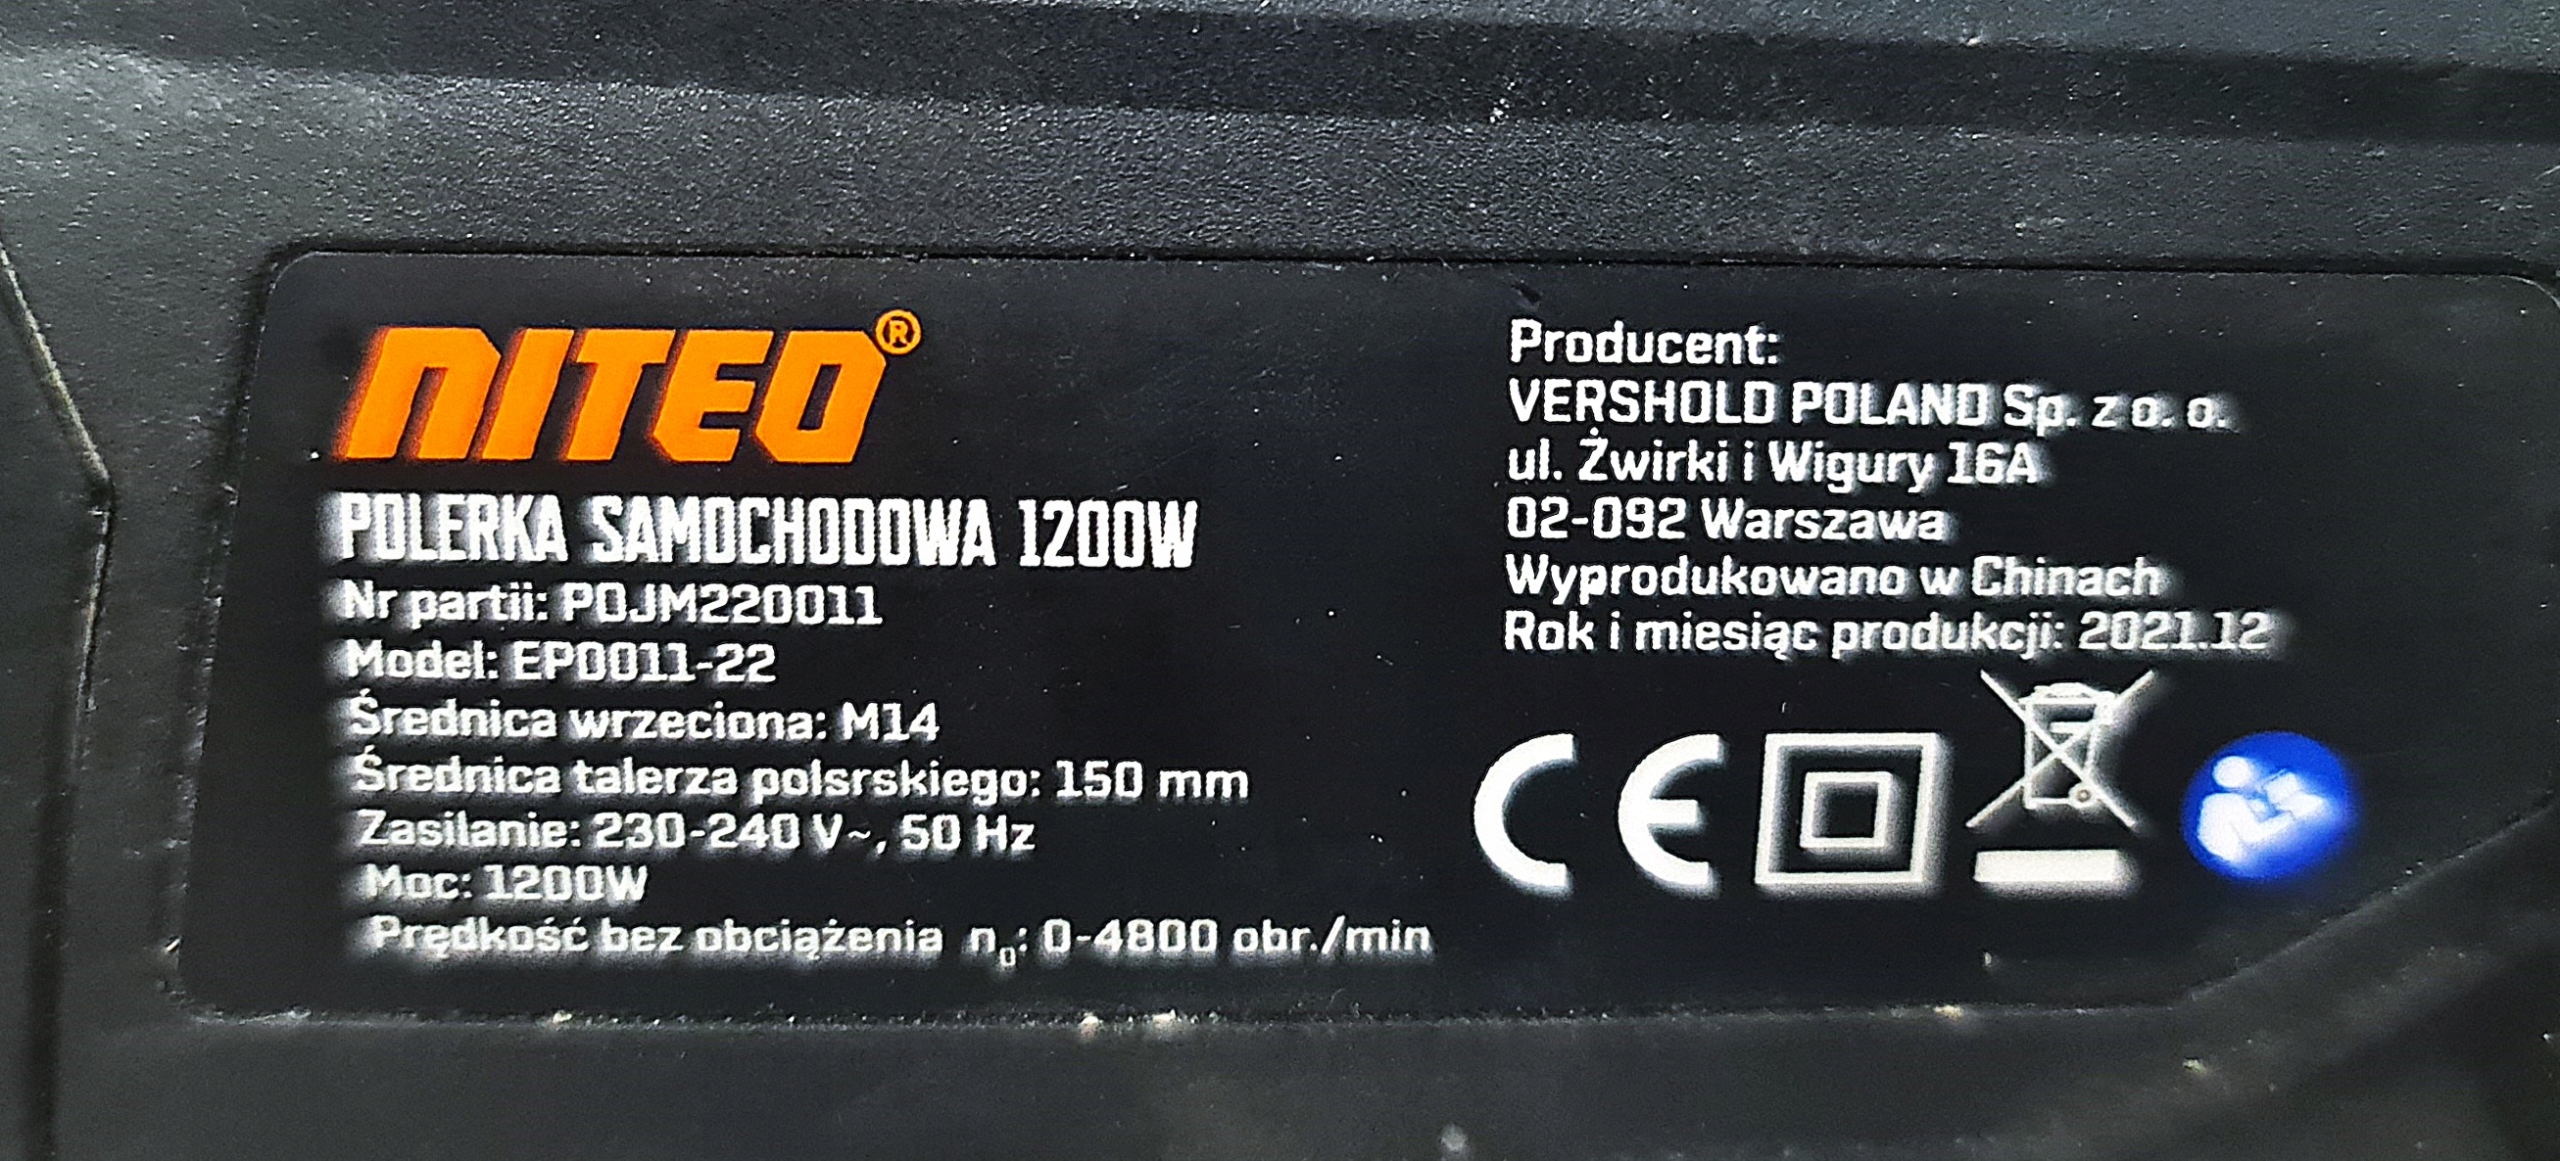 NITEO®
POLERKA SAMOCHODOWA 1200W
Nr partii: POJM220011
Model: EP0011-22
Średnica wrzeciona: M14
Średnica talerza polsrskiego: 150 mm
Zasilanie: 230-240 V~, 50 Hz
Moc: 1200W
Prędkość bez obciążenia n₀: 0-4800 obr./min
Producent:
VERSHOLD POLAND Sp. z o. o.
ul. Żwirki i Wigury 16A
02-092 Warszawa
Wyprodukowano w Chinach
Rok i miesiąc produkcji: 2021.12
CE